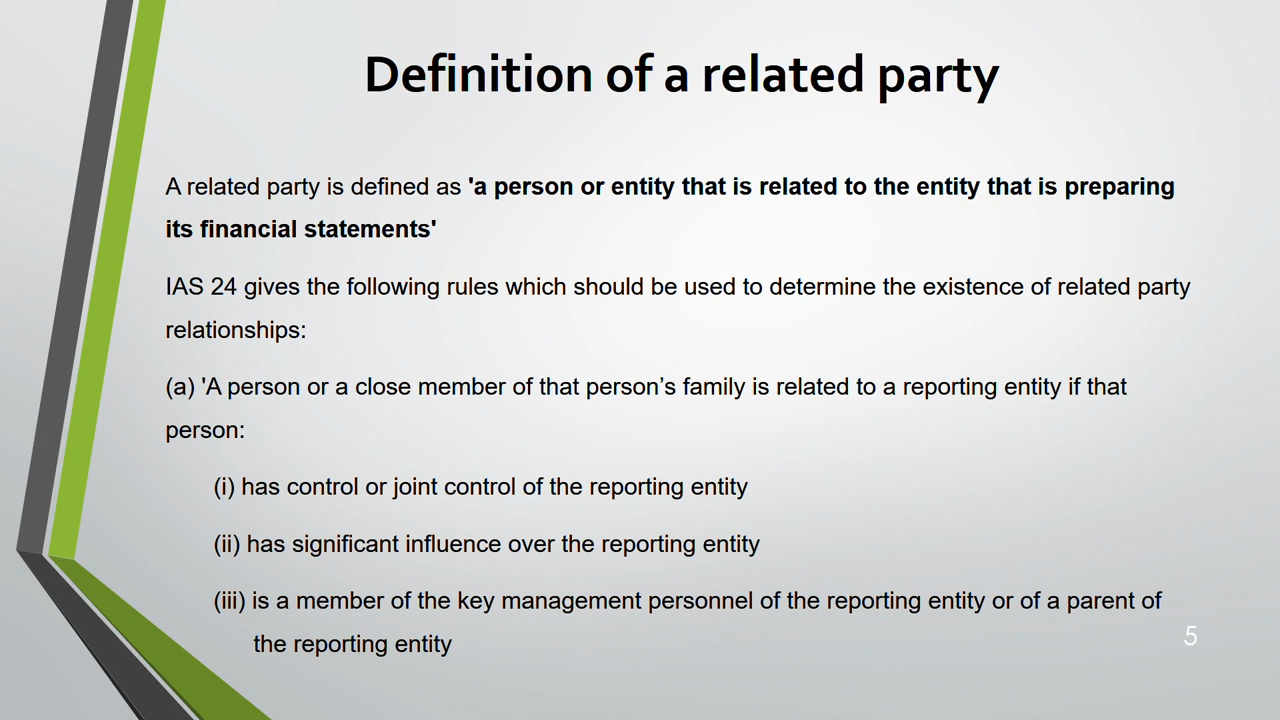 Definition of a related party
A related party is defined as 'a person or entity that is related to the entity that is preparing
its financial statements'
IAS 24 gives the following rules which should be used to determine the existence of related party
relationships:
(a) 'A person or a close member of that person’s family is related to a reporting entity if that
person:
(i) has control or joint control of the reporting entity
(ii) has significant influence over the reporting entity
(iii) is a member of the key management personnel of the reporting entity or of a parent of
the reporting entity
5